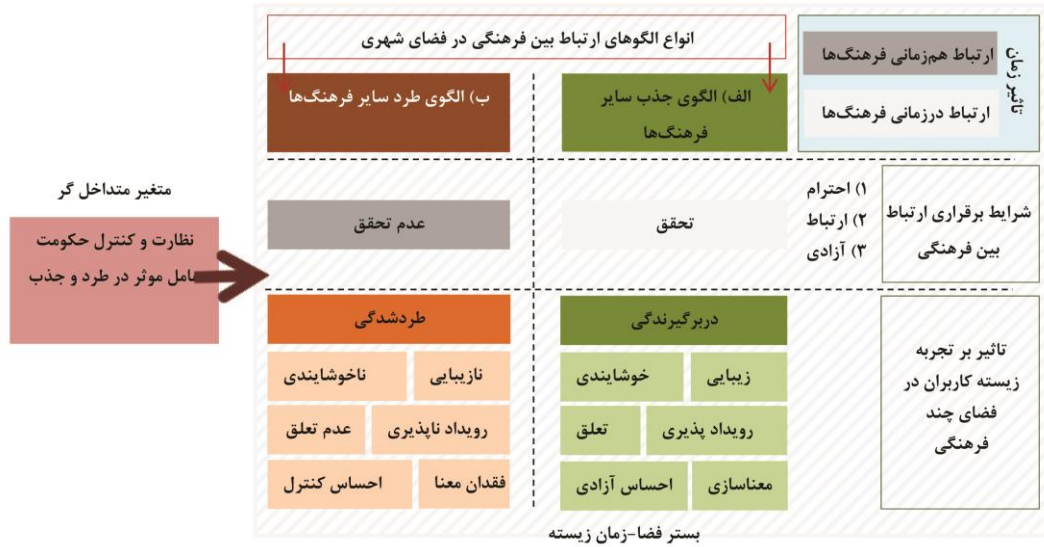 انواع الگوهای ارتباط بین فرهنگی در فضای شهری
تاثیر زمان
ارتباط هم‌زمانی فرهنگ‌ها
ارتباط درزمانی فرهنگ‌ها
الف) الگوی جذب سایر
فرهنگ‌ها
ب) الگوی طرد سایر فرهنگ‌ها
شرایط برقراری ارتباط
بین فرهنگی
۱) احترام
۲) ارتباط
۳) آزادی
تحقق
عدم تحقق
متغیر متداخل گر
نظارت و کنترل حکومت
عامل موثر در طرد و جذب
تاثیر بر تجربه
زیسته کاربران در
فضای چند
فرهنگی
دربرگیرندگی
زیبایی
خوشایندی
رویداد پذیری
تعلق
معناسازی
احساس آزادی
طردشدگی
نازیبایی
ناخوشایندی
رویداد ناپذیری
عدم تعلق
فقدان معنا
احساس کنترل
بستر فضا-زمان زیسته